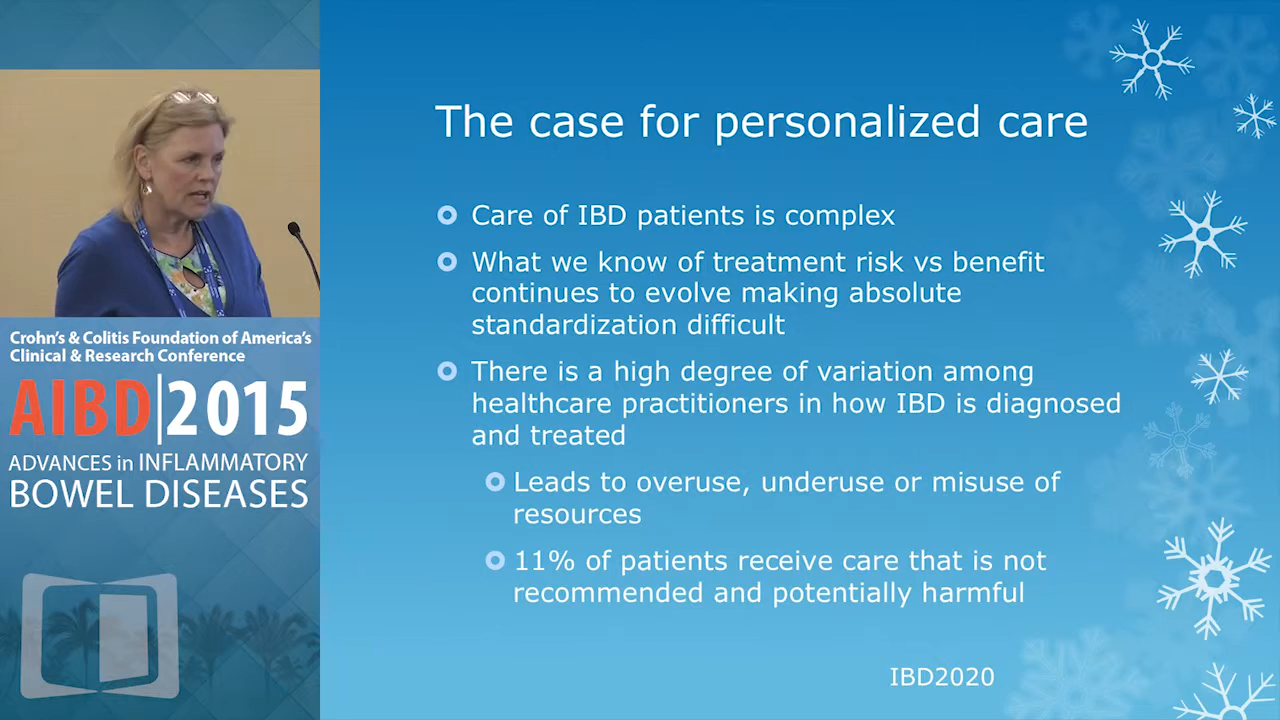 Crohn's & Colitis Foundation of America's
Clinical & Research Conference
AIBD|2015
ADVANCES in INFLAMMATORY
BOWEL DISEASES
The case for personalized care
Care of IBD patients is complex
What we know of treatment risk vs benefit
continues to evolve making absolute
standardization difficult
There is a high degree of variation among
healthcare practitioners in how IBD is diagnosed
and treated
Leads to overuse, underuse or misuse of
resources
11% of patients receive care that is not
recommended and potentially harmful
IBD2020